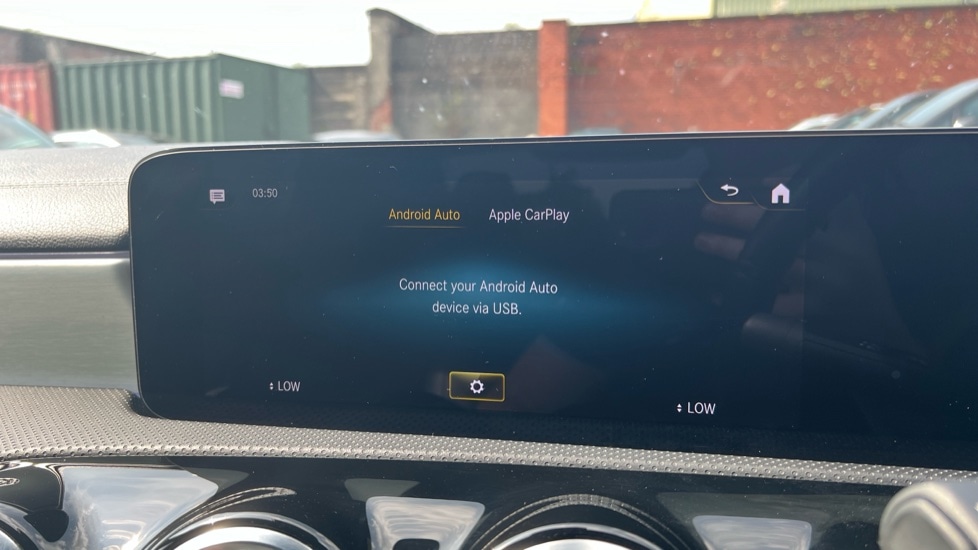 03:50
Android Auto Apple CarPlay
Connect your Android Auto
device via USB.
LOW
LOW